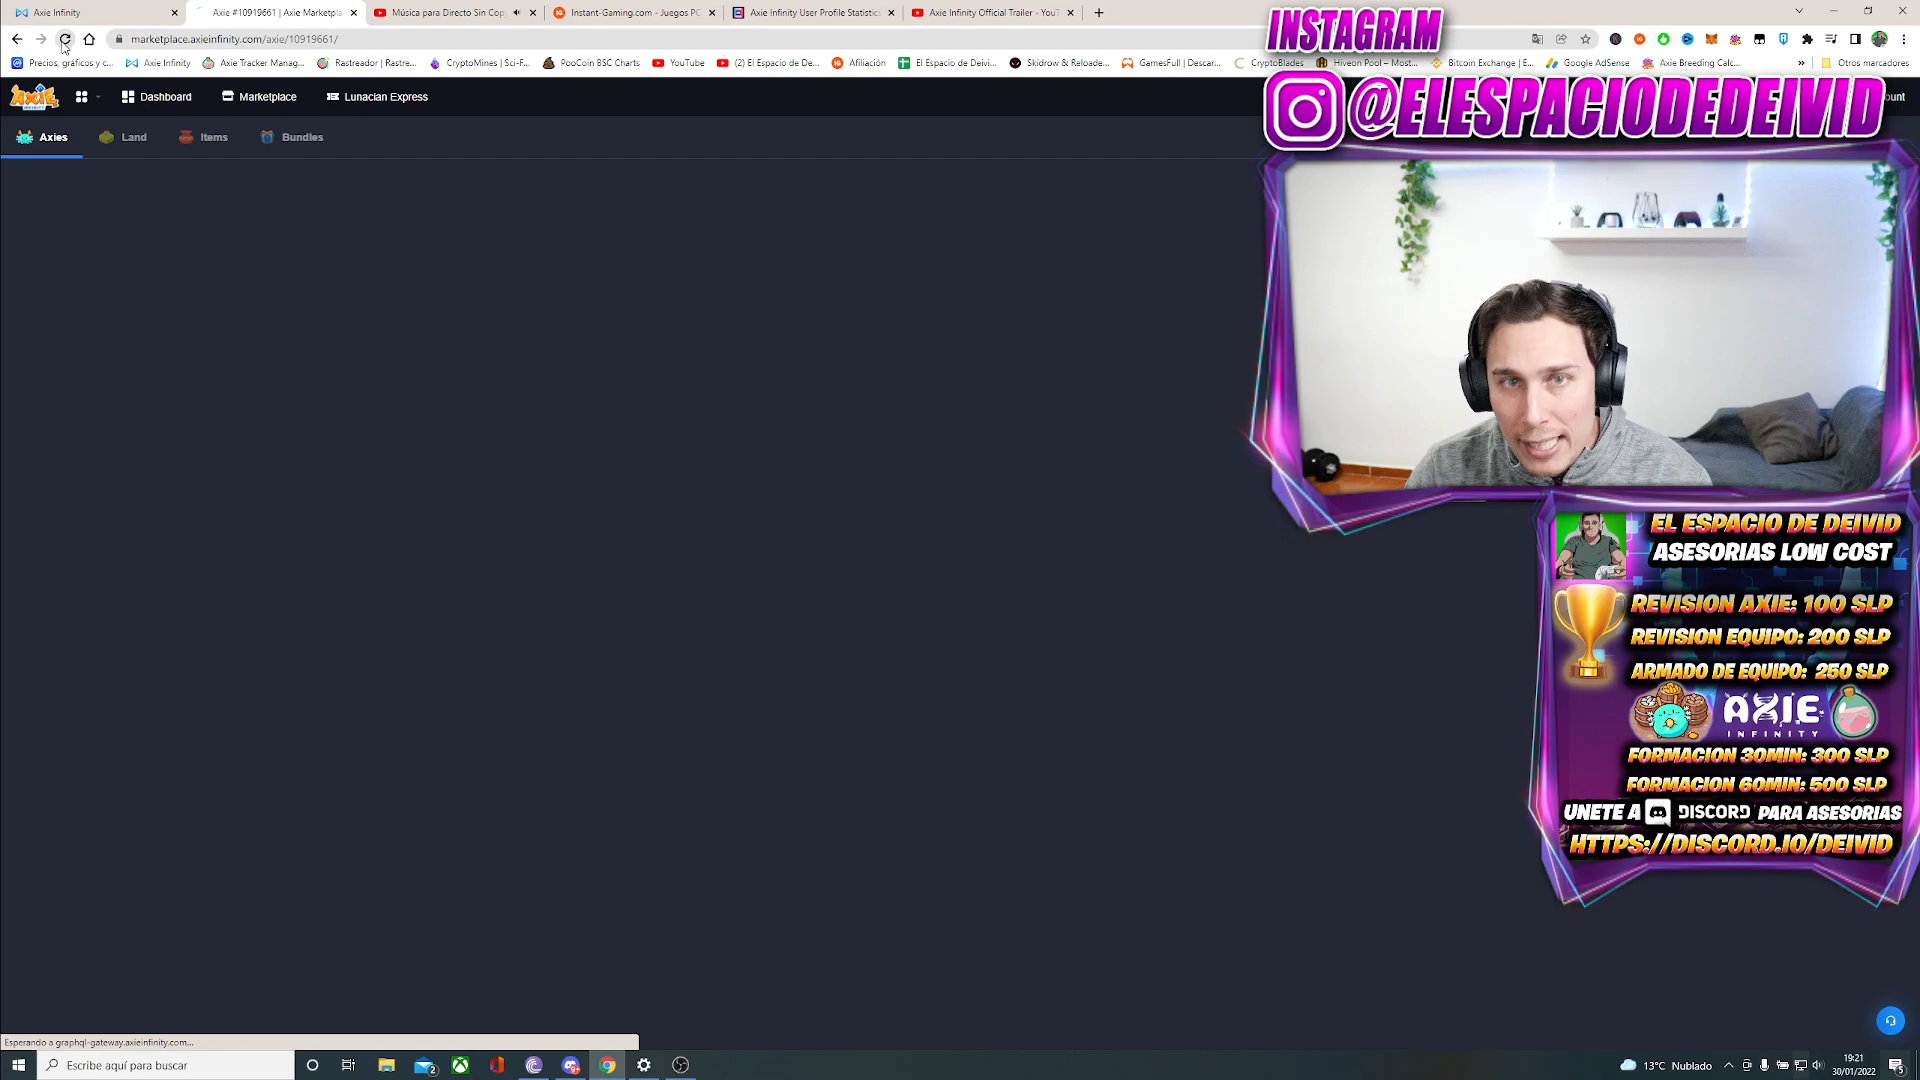 Axie Infinity
Axie #10919661 | Axie Marketpla
Música para Directo Sin Cop
Instant-Gaming.com - Juegos PC
Axie Infinity User Profile Statistics
Axie Infinity Official Trailer - YouT
marketplace.axieinfinity.com/axie/10919661/
Precios, gráficos y c...
Axie Infinity
Axie Tracker Manag...
Rastreador | Rastre...
CryptoMines | Sci-F...
PooCoin BSC Charts
YouTube
(2) El Espacio de De...
Afiliación
El Espacio de Deivi...
Skidrow & Reloade...
GamesFull | Descar...
CryptoBlades
Hiveon Pool – Most...
Bitcoin Exchange | E...
Google AdSense
Axie Breeding Calc...
Otros marcadores
AXIE
INFINITY
Dashboard
Marketplace
Lunacian Express
ount
Axies
Land
Items
Bundles
INSTAGRAM
@ELESPACIODEDEIVID
EL ESPACIO DE DEIVID
ASESORIAS LOW COST
REVISION AXIE: 100 SLP
REVISION EQUIPO: 200 SLP
ARMADO DE EQUIPO: 250 SLP
AXIE
INFINITY
FORMACION 30MIN: 300 SLP
FORMACION 60MIN: 500 SLP
UNETE A DISCORD PARA ASESORIAS
HTTPS://DISCORD.IO/DEIVID
Esperando a graphql-gateway.axieinfinity.com...
Escribe aquí para buscar
2
9+
13°C Nublado
19:21
30/01/2022
5